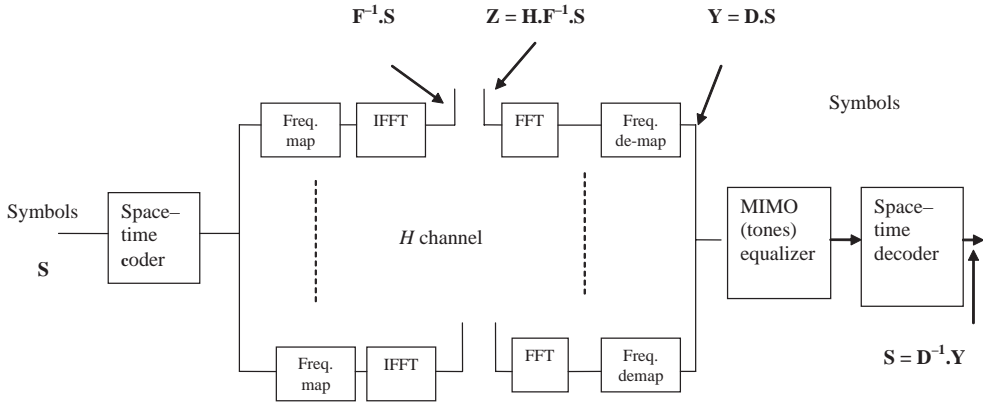 F⁻¹.S
Z = H.F⁻¹.S
Y = D.S
Symbols
Freq.
map
IFFT
FFT
Freq.
de-map
Symbols
S
Space–
time
coder
H channel
MIMO
(tones)
equalizer
Space–
time
decoder
Freq.
map
IFFT
FFT
Freq.
demap
S = D⁻¹.Y